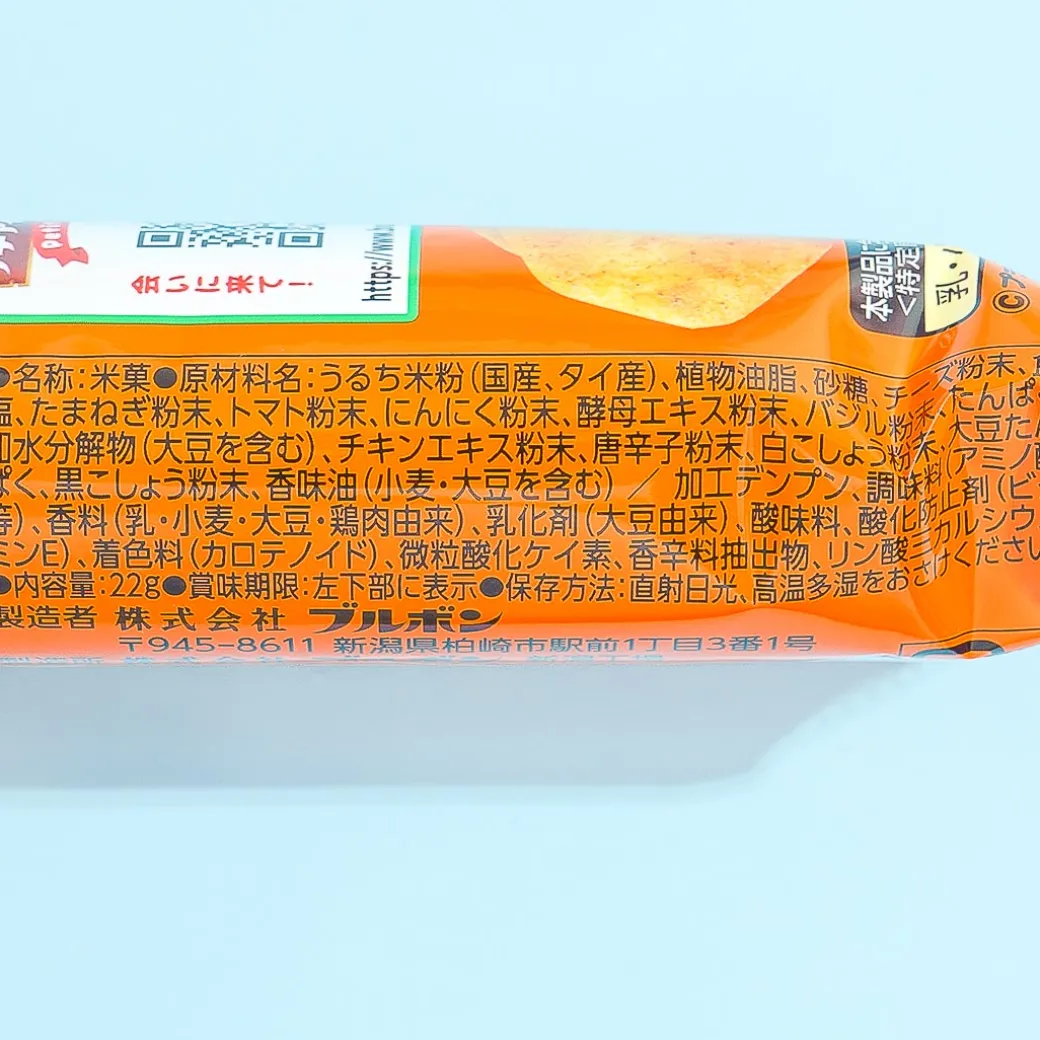 会いに来て!
https://www.b
本製品に
<特定
乳・
©ブ
●名称:米菓●原材料名:うるち米粉(国産、タイ産)、植物油脂、砂糖、チーズ粉末、
塩、たまねぎ粉末、トマト粉末、にんにく粉末、酵母エキス粉末、バジル粉末、たんぱ
加水分解物(大豆を含む)、チキンエキス粉末、唐辛子粉末、白こしょう粉末、大豆たん
ぱく、黒こしょう粉末、香味油(小麦・大豆を含む) / 加工デンプン、調味料(アミノ酸
等)、香料(乳・小麦・大豆・鶏肉由来)、乳化剤(大豆由来)、酸味料、酸化防止剤(ビ
ミンE)、着色料(カロテノイド)、微粒酸化ケイ素、香辛料抽出物、リン酸三カルシウ
●内容量:22g●賞味期限:左下部に表示●保存方法:直射日光、高温多湿をおさけください
製造者 株式会社 ブルボン
〒945-8611 新潟県柏崎市駅前1丁目3番1号